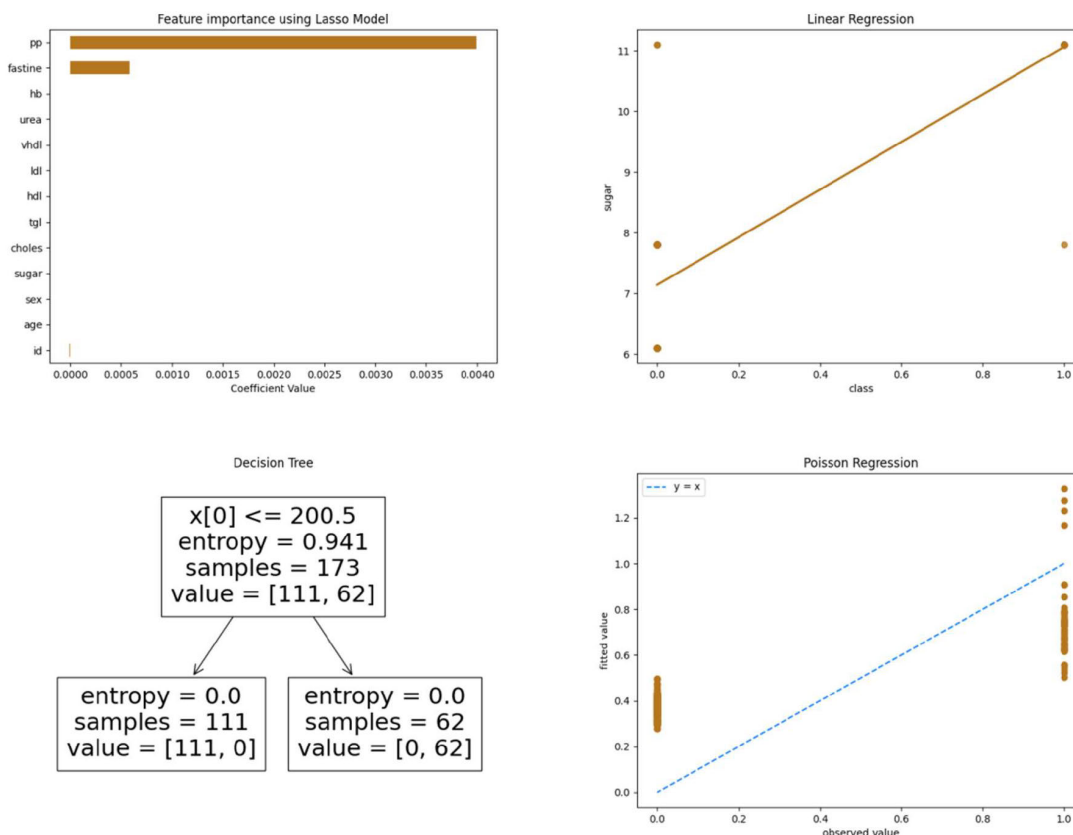 Feature importance using Lasso Model
pp
fastine
hb
urea
vhdl
ldl
hdl
tgl
choles
sugar
sex
age
id
0.0000 0.0005 0.0010 0.0015 0.0020 0.0025 0.0030 0.0035 0.0040
Coefficient Value
Linear Regression
11
10
9
8
7
6
sugar
0.0 0.2 0.4 0.6 0.8 1.0
class
Decision Tree
x[0] <= 200.5
entropy = 0.941
samples = 173
value = [111, 62]
entropy = 0.0
samples = 111
value = [111, 0]
entropy = 0.0
samples = 62
value = [0, 62]
Poisson Regression
y = x
1.2
1.0
0.8
0.6
0.4
0.2
0.0
fitted value
0.0 0.2 0.4 0.6 0.8 1.0
observed value